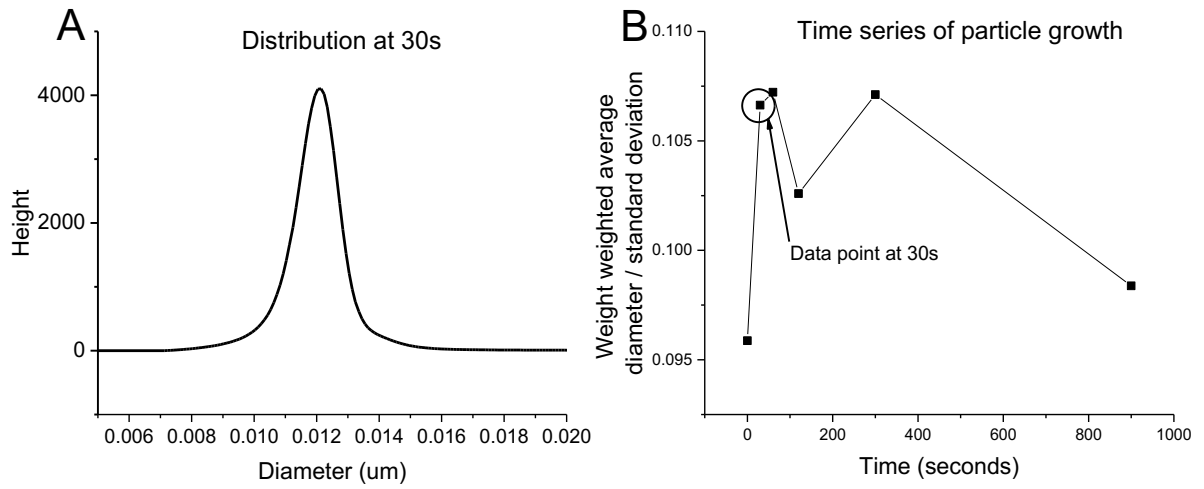 A
Distribution at 30s
4000
2000
0
Height
0.006 0.008 0.010 0.012 0.014 0.016 0.018 0.020
Diameter (um)
B
Time series of particle growth
0.110
0.105
0.100
0.095
Weight weighted average
diameter / standard deviation
Data point at 30s
0 200 400 600 800 1000
Time (seconds)